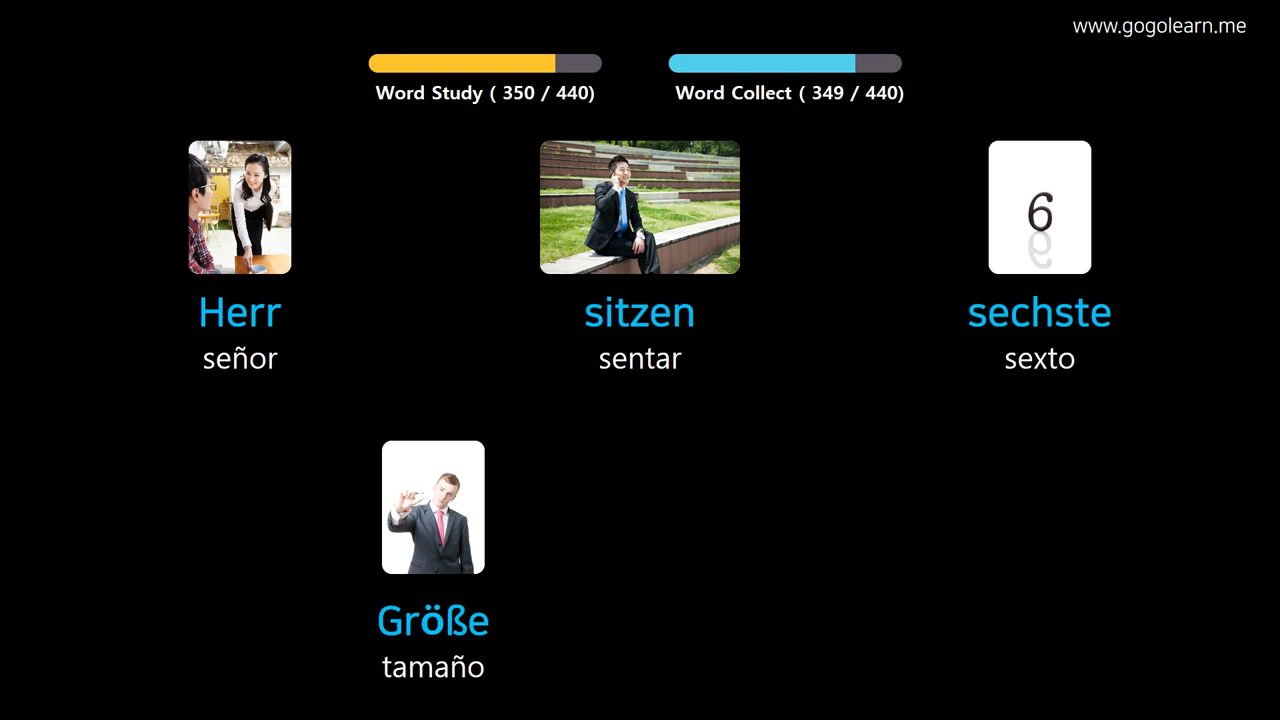 www.gogolearn.me
Word Study ( 350 / 440)
Word Collect ( 349 / 440)
6
Herr
señor
sitzen
sentar
sechste
sexto
Größe
tamaño